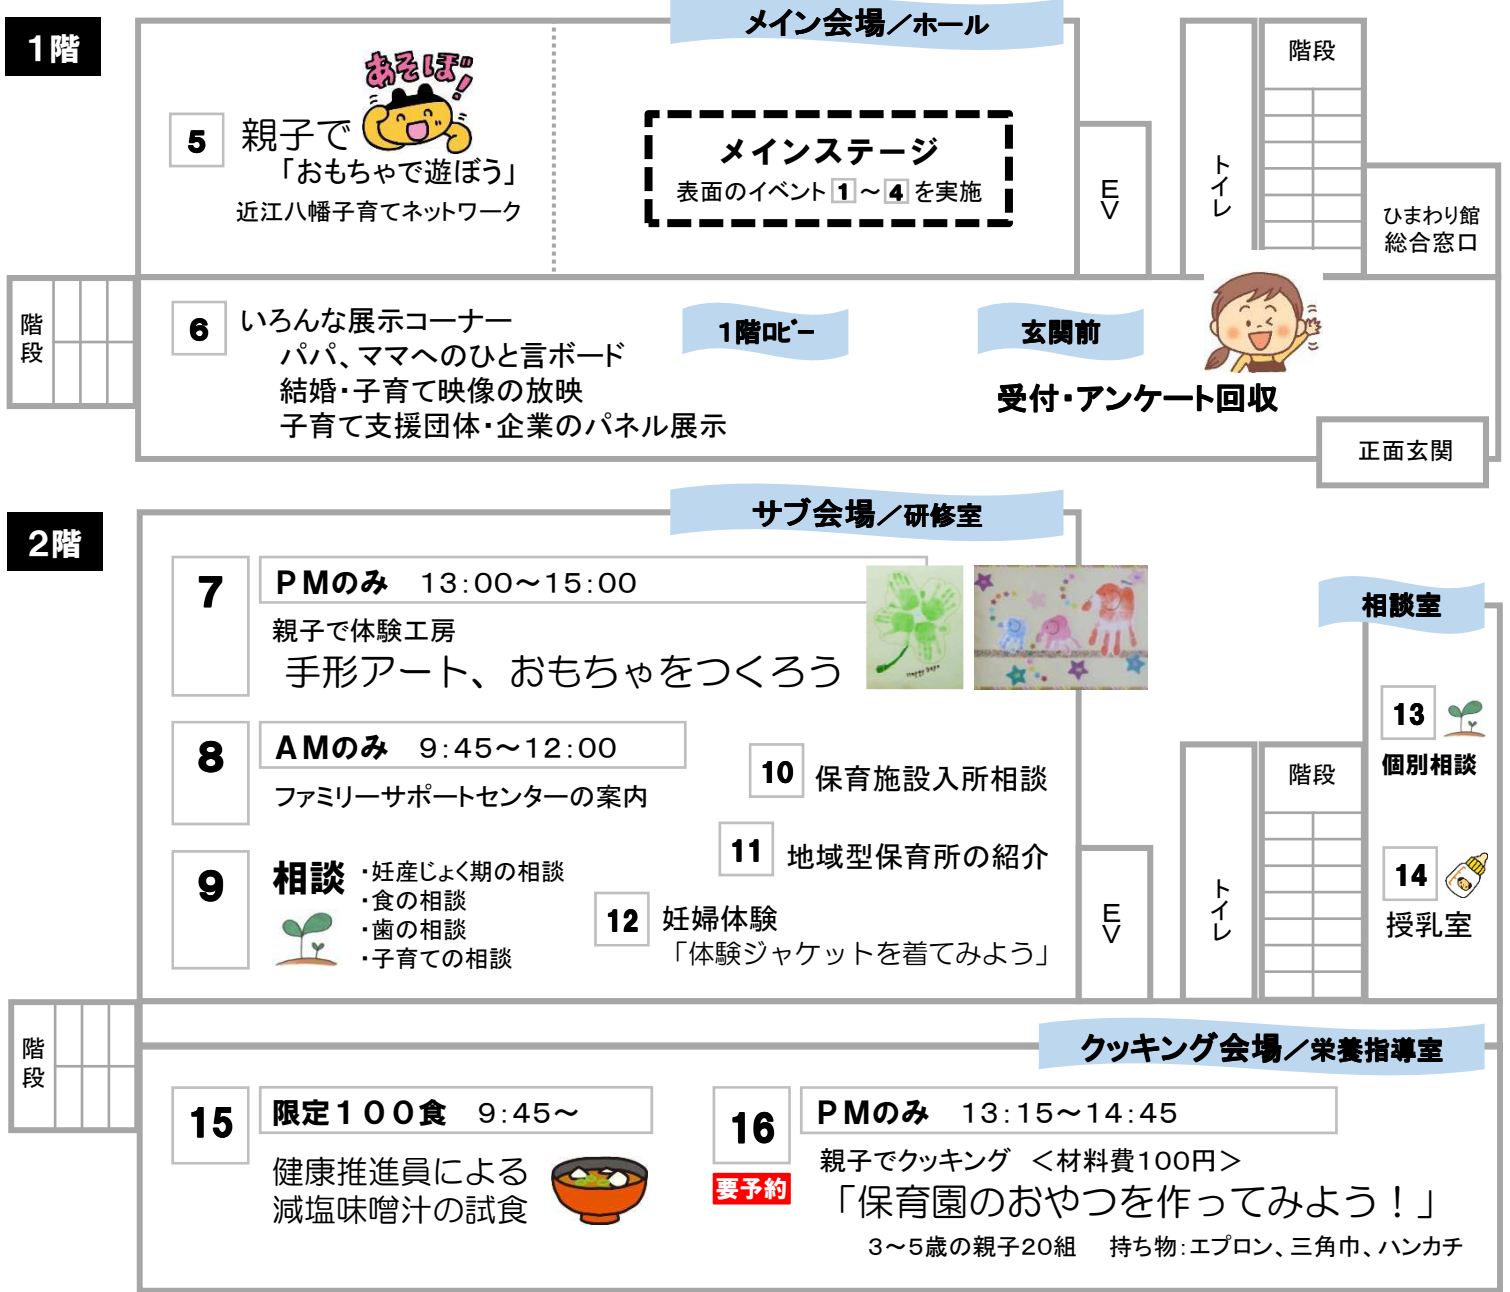 1階
メイン会場／ホール
階段
トイレ
EV
ひまわり館
総合窓口
5
親子で
あそぼ!
「おもちゃで遊ぼう」
近江八幡子育てネットワーク
メインステージ
表面のイベント 1 ～ 4 を実施
階段
6
いろんな展示コーナー
パパ、ママへのひと言ボード
結婚・子育て映像の放映
子育て支援団体・企業のパネル展示
1階ロビー
玄関前
受付・アンケート回収
正面玄関
2階
サブ会場／研修室
7
PMのみ 13:00～15:00
親子で体験工房
手形アート、おもちゃをつくろう
Happy Days
8
AMのみ 9:45～12:00
ファミリーサポートセンターの案内
9
相談
・妊産じょく期の相談
・食の相談
・歯の相談
・子育ての相談
10
保育施設入所相談
11
地域型保育所の紹介
12
妊婦体験
「体験ジャケットを着てみよう」
EV
トイレ
階段
相談室
13
個別相談
14
授乳室
階段
クッキング会場／栄養指導室
15
限定100食 9:45～
健康推進員による
減塩味噌汁の試食
16
要予約
PMのみ 13:15～14:45
親子でクッキング ＜材料費100円＞
「保育園のおやつを作ってみよう！」
3～5歳の親子20組 持ち物:エプロン、三角巾、ハンカチ